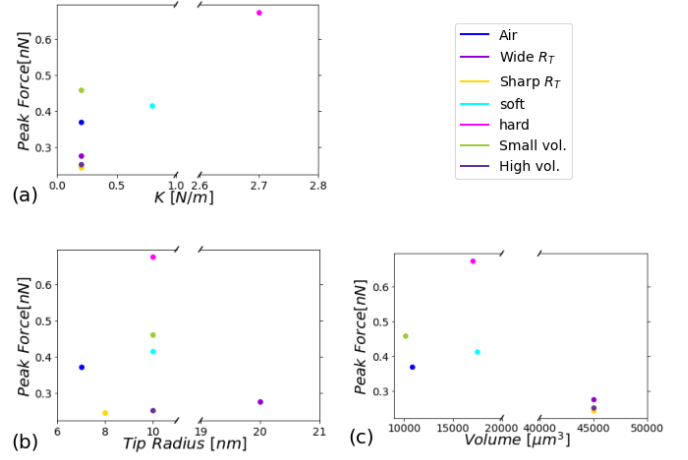 Peak Force[nN]
0.6
0.5
0.4
0.3
0.0 0.5 1.0 2.6 2.7 2.8
K [N/m]
(a)
Air
Wide R_T
Sharp R_T
soft
hard
Small vol.
High vol.
Peak Force[nN]
0.6
0.5
0.4
0.3
6 8 10 19 20 21
Tip Radius [nm]
(b)
Peak Force[nN]
0.6
0.5
0.4
0.3
10000 15000 20000 40000 45000 50000
Volume [μm³]
(c)